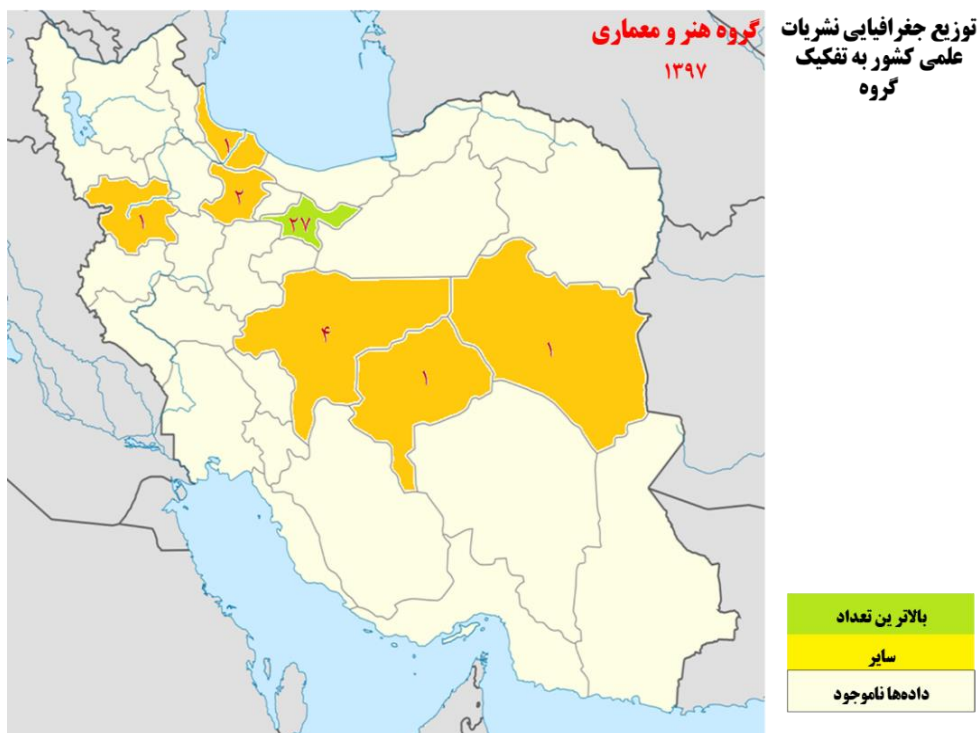 توزیع جغرافیایی نشریات
علمی کشور به تفکیک
گروه
گروه هنر و معماری
۱۳۹۷
۱
۲
۱
۲۷
۴
۱
۱
بالاترین تعداد
سایر
داده‌ها ناموجود